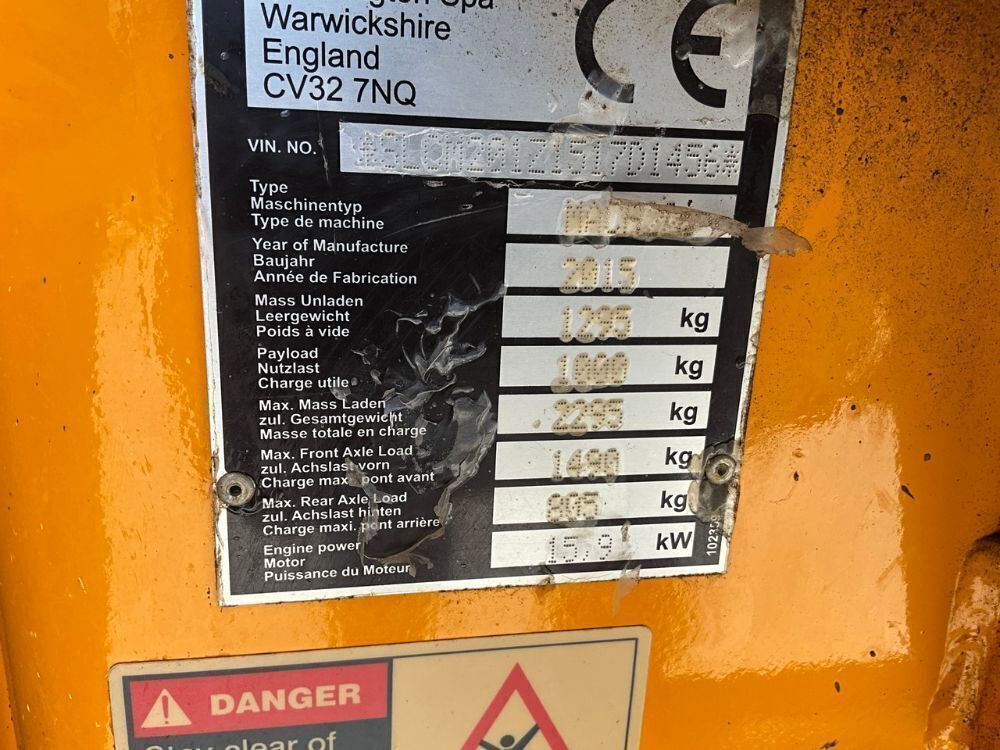 Warwickshire
England
CV32 7NQ
CE
VIN. NO.
Type
Maschinentyp
Type de machine
Year of Manufacture
Baujahr
Année de Fabrication
2015
Mass Unladen
Leergewicht
Poids à vide
1295 kg
Payload
Nutzlast
Charge utile
1000 kg
Max. Mass Laden
zul. Gesamtgewicht
Masse totale en charge
2295 kg
Max. Front Axle Load
zul. Achslast vorn
Charge maxi pont avant
1490 kg
Max. Rear Axle Load
zul. Achslast hinten
Charge maxi. pont arrière
805 kg
Engine power
Motor
Puissance du Moteur
15,9 kW
DANGER
Stay clear of